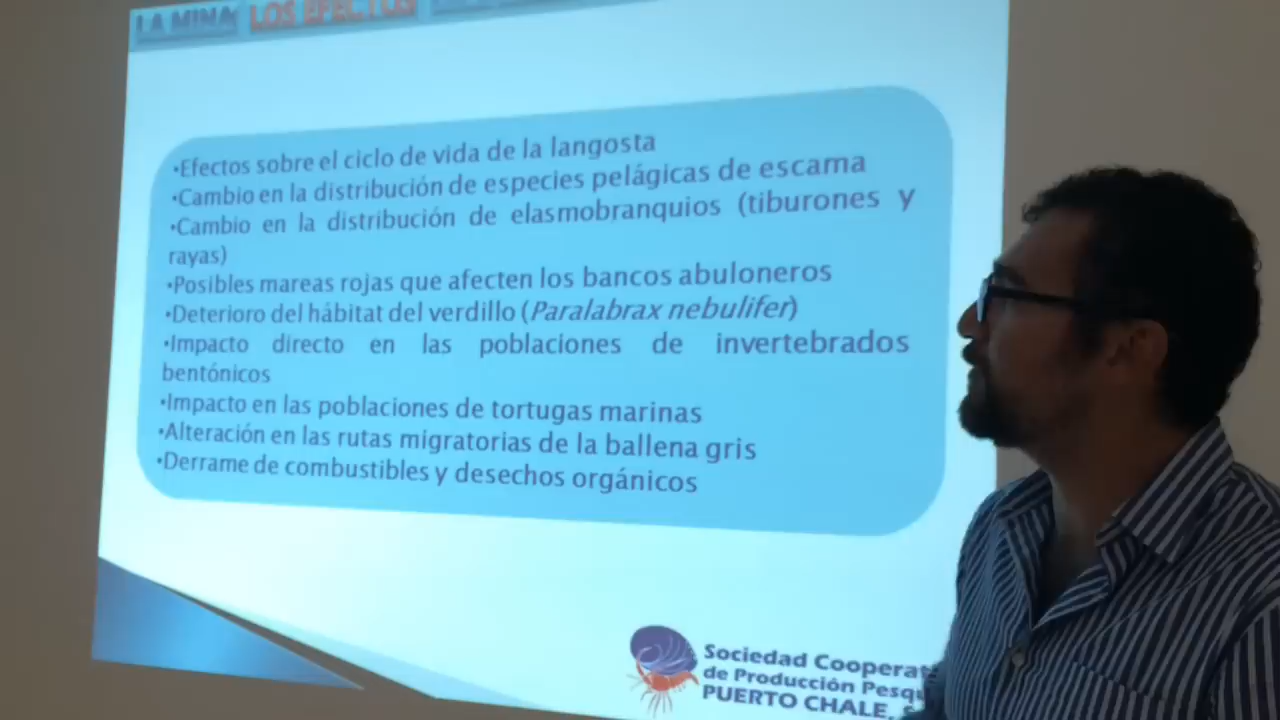 LA MINA LOS EFECTOS
•Efectos sobre el ciclo de vida de la langosta
•Cambio en la distribución de especies pelágicas de escama
•Cambio en la distribución de elasmobranquios (tiburones y
rayas)
•Posibles mareas rojas que afecten los bancos abuloneros
•Deterioro del hábitat del verdillo (Paralabrax nebulifer)
•Impacto directo en las poblaciones de invertebrados
bentónicos
•Impacto en las poblaciones de tortugas marinas
•Alteración en las rutas migratorias de la ballena gris
•Derrame de combustibles y desechos orgánicos
Sociedad
de Producción
PUERTO CHALE,